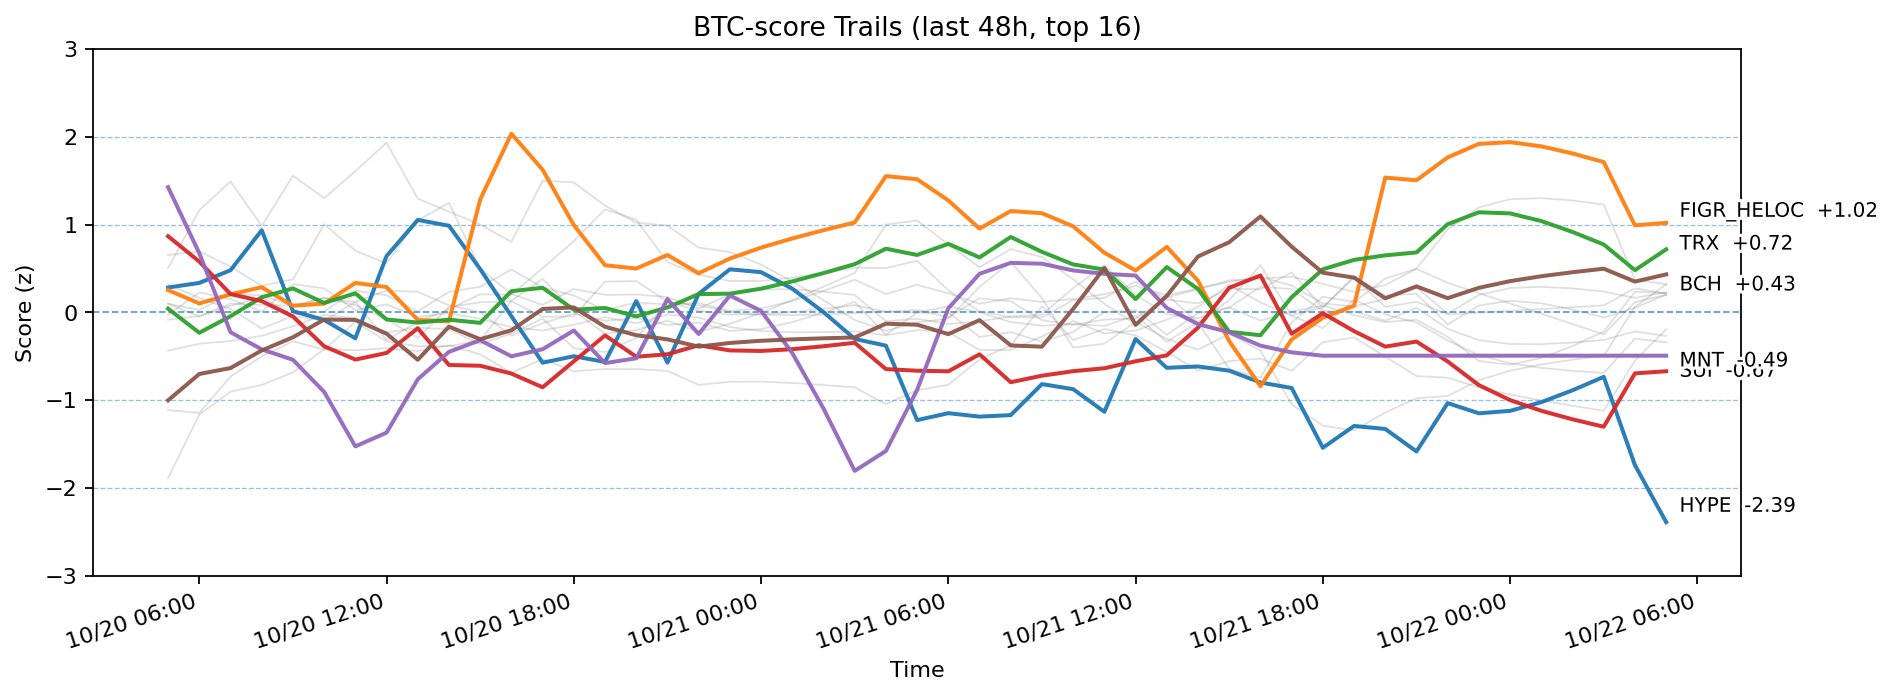 BTC-score Trails (last 48h, top 16)
Score (z)
3
2
1
0
−1
−2
−3
FIGR_HELOC +1.02
TRX +0.72
BCH +0.43
MNT -0.49
SUI -0.67
HYPE -2.39
10/20 06:00
10/20 12:00
10/20 18:00
10/21 00:00
10/21 06:00
10/21 12:00
10/21 18:00
10/22 00:00
10/22 06:00
Time